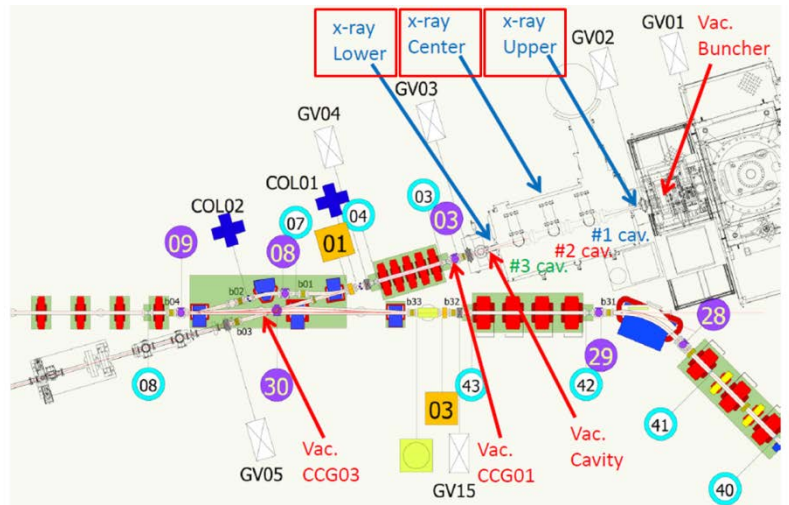 x-ray
Lower
x-ray
Center
x-ray
Upper
GV02
GV01
Vac.
Buncher
GV03
GV04
COL01
COL02
03
03
04
07
08
09
01
#1 cav.
#2 cav.
#3 cav.
b04
b02
b01
b03
b33
b32
b31
28
29
30
08
43
42
41
40
03
Vac.
CCG03
GV05
GV15
Vac.
CCG01
Vac.
Cavity